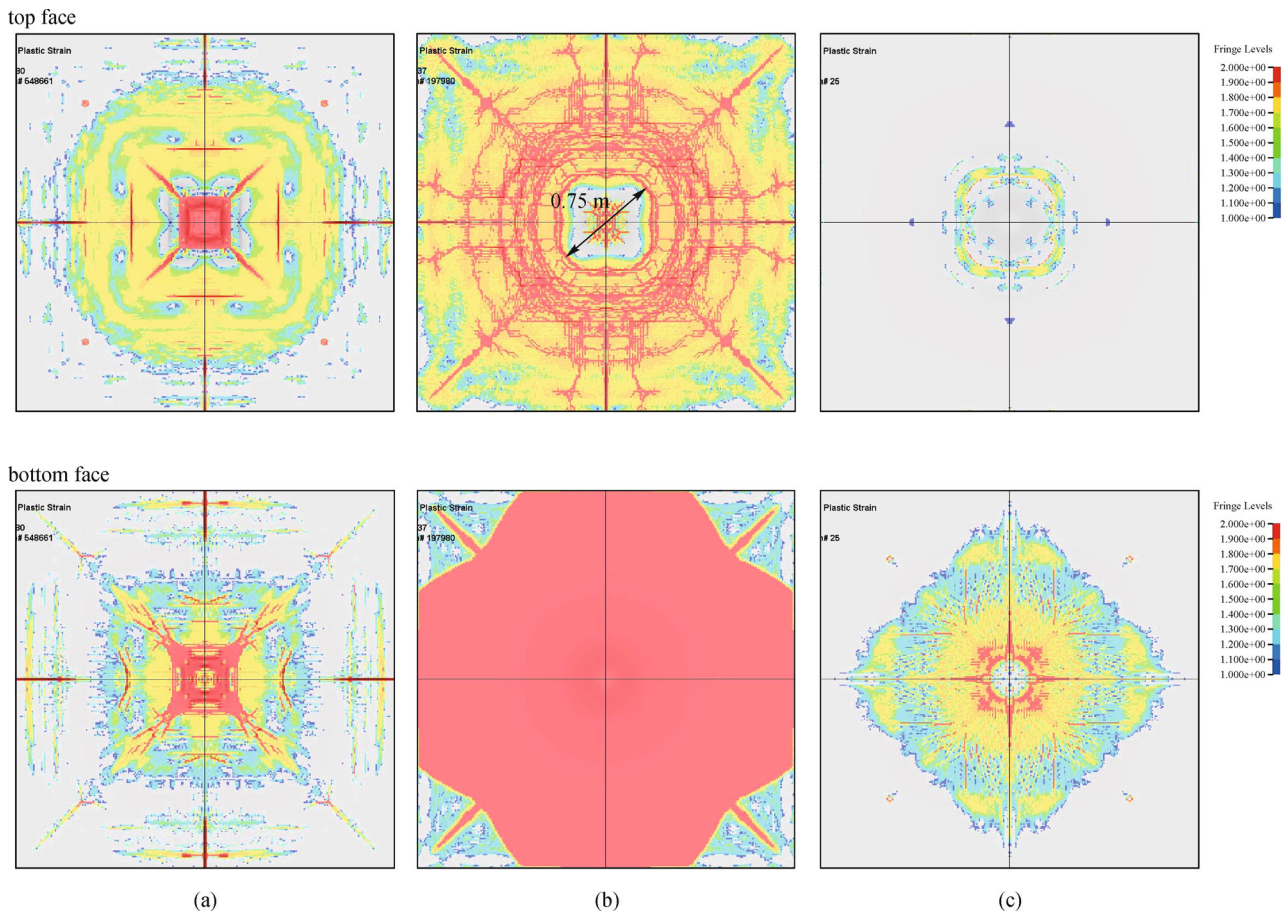 top face
Plastic Strain
30
# 548661
Plastic Strain
37
# 197980
0.75 m
Plastic Strain
# 25
Fringe Levels
2.000e+00
1.900e+00
1.800e+00
1.700e+00
1.600e+00
1.500e+00
1.400e+00
1.300e+00
1.200e+00
1.100e+00
1.000e+00
bottom face
Plastic Strain
30
# 548661
Plastic Strain
37
# 197980
Plastic Strain
# 25
Fringe Levels
2.000e+00
1.900e+00
1.800e+00
1.700e+00
1.600e+00
1.500e+00
1.400e+00
1.300e+00
1.200e+00
1.100e+00
1.000e+00
(a)
(b)
(c)